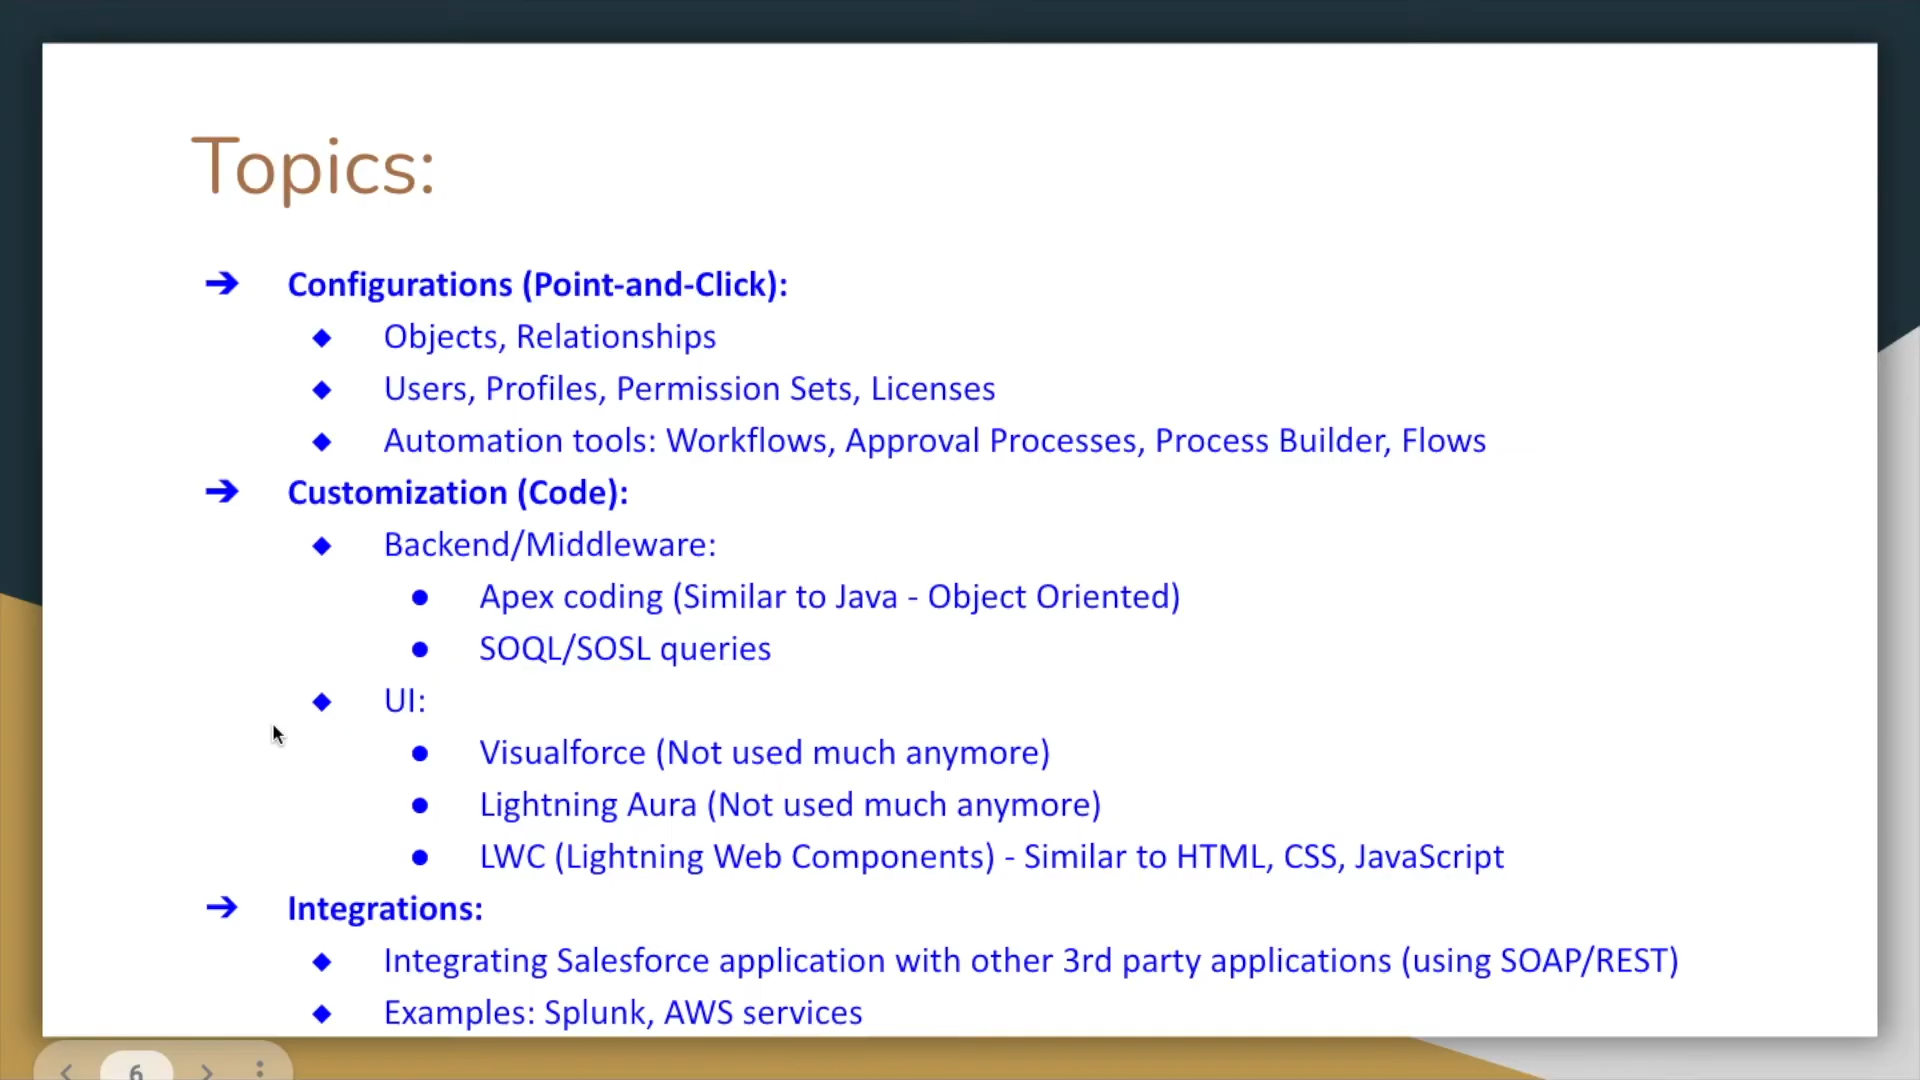 Topics:
Configurations (Point-and-Click):
Objects, Relationships
Users, Profiles, Permission Sets, Licenses
Automation tools: Workflows, Approval Processes, Process Builder, Flows
Customization (Code):
Backend/Middleware:
Apex coding (Similar to Java - Object Oriented)
SOQL/SOSL queries
UI:
Visualforce (Not used much anymore)
Lightning Aura (Not used much anymore)
LWC (Lightning Web Components) - Similar to HTML, CSS, JavaScript
Integrations:
Integrating Salesforce application with other 3rd party applications (using SOAP/REST)
Examples: Splunk, AWS services
6